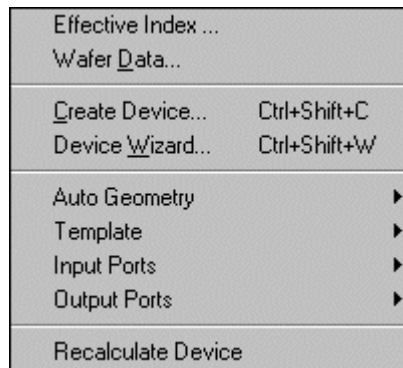 Effective Index ...
Wafer Data...
Create Device... Ctrl+Shift+C
Device Wizard... Ctrl+Shift+W
Auto Geometry
Template
Input Ports
Output Ports
Recalculate Device